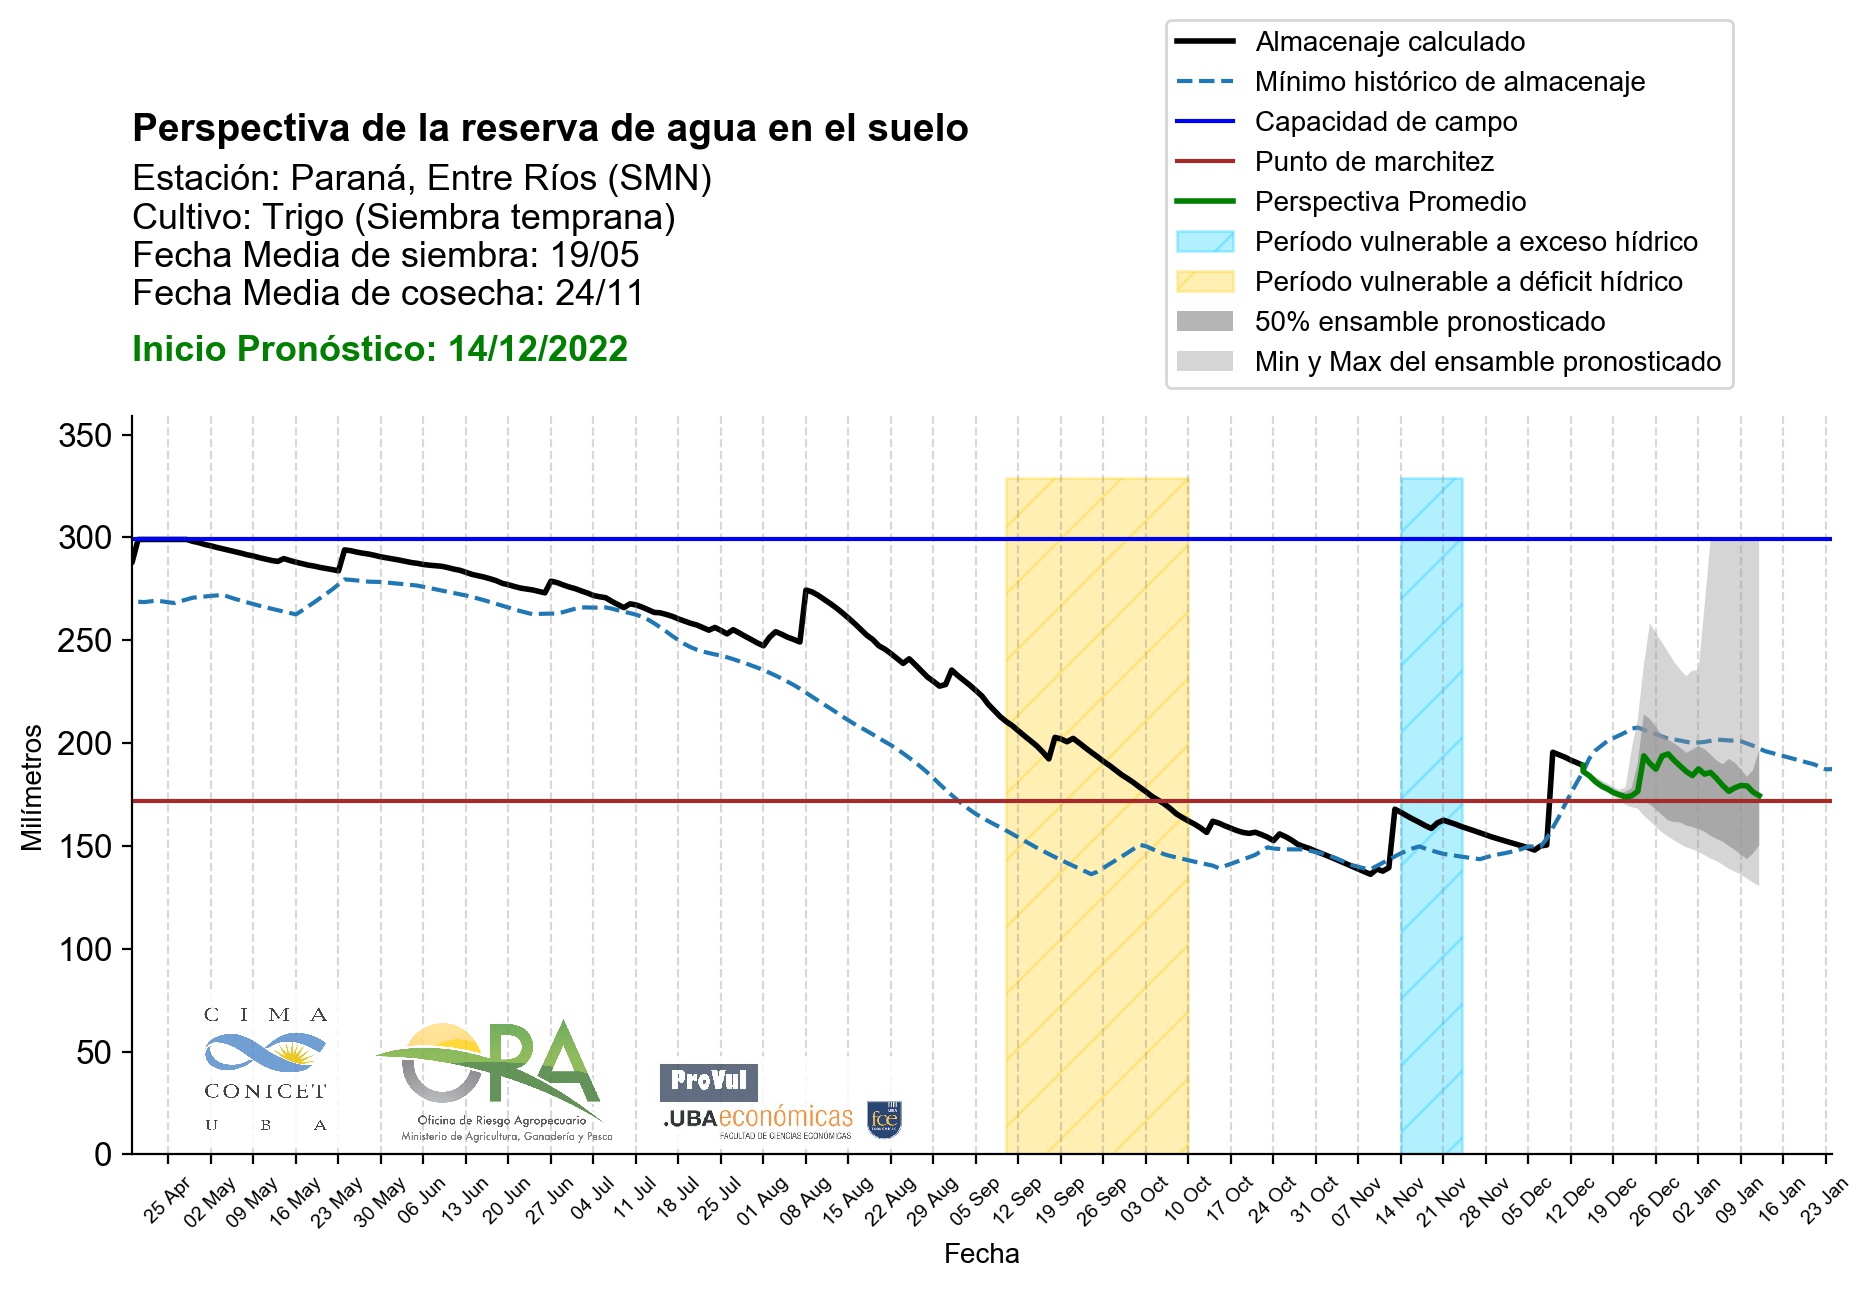 Almacenaje calculado
Mínimo histórico de almacenaje
Capacidad de campo
Punto de marchitez
Perspectiva Promedio
Período vulnerable a exceso hídrico
Período vulnerable a déficit hídrico
50% ensamble pronosticado
Min y Max del ensamble pronosticado
Perspectiva de la reserva de agua en el suelo
Estación: Paraná, Entre Ríos (SMN)
Cultivo: Trigo (Siembra temprana)
Fecha Media de siembra: 19/05
Fecha Media de cosecha: 24/11
Inicio Pronóstico: 14/12/2022
350
300
250
200
150
100
50
0
Milímetros
CIMA
CONICET
UBA
ORA
Oficina de Riesgo Agropecuario
Ministerio de Agricultura, Ganadería y Pesca
ProVul
.UBAeconómicas
FACULTAD DE CIENCIAS ECONÓMICAS
UBA
fce
ECONÓMICAS
25 Apr
02 May
09 May
16 May
23 May
30 May
06 Jun
13 Jun
20 Jun
27 Jun
04 Jul
11 Jul
18 Jul
25 Jul
01 Aug
08 Aug
15 Aug
22 Aug
29 Aug
05 Sep
12 Sep
19 Sep
26 Sep
03 Oct
10 Oct
17 Oct
24 Oct
31 Oct
07 Nov
14 Nov
21 Nov
28 Nov
05 Dec
12 Dec
19 Dec
26 Dec
02 Jan
09 Jan
16 Jan
23 Jan
Fecha